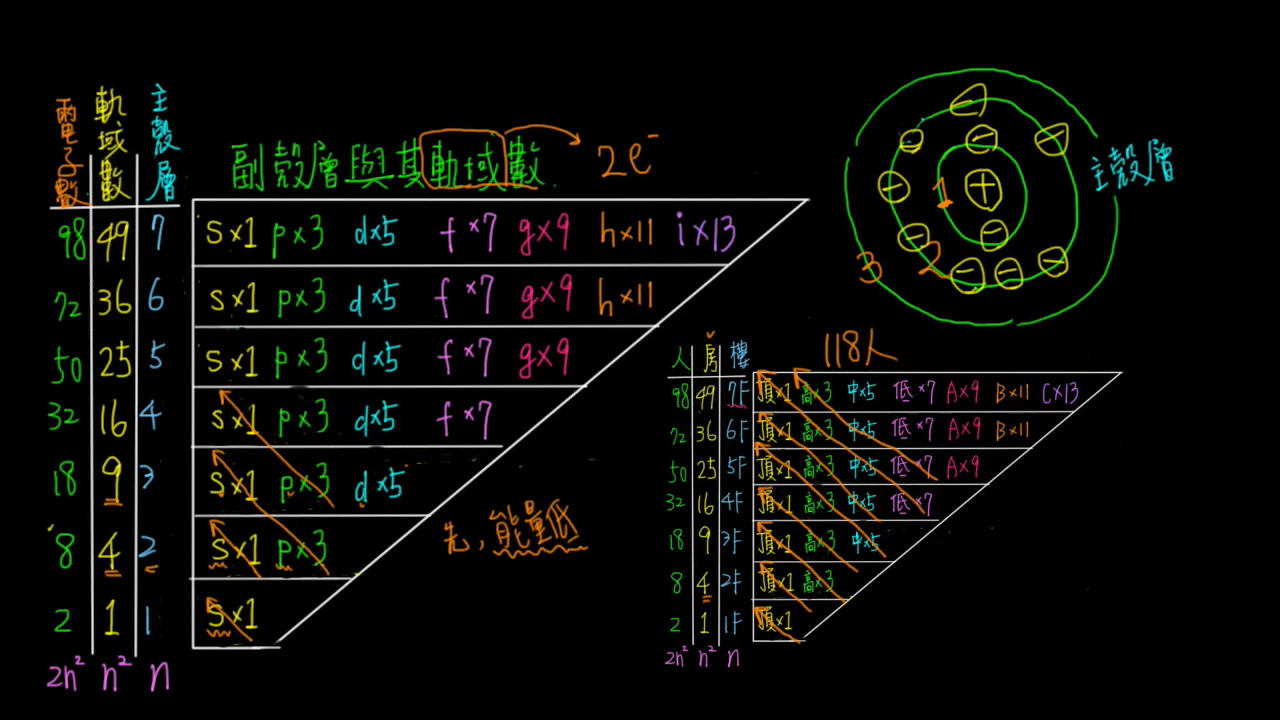 副殼層與其軌域數 2e⁻
兩電子數 軌域數 主殼層
98 49 7 s×1 p×3 d×5 f×7 g×9 h×11 i×13
72 36 6 s×1 p×3 d×5 f×7 g×9 h×11
50 25 5 s×1 p×3 d×5 f×7 g×9
32 16 4 s×1 p×3 d×5 f×7
18 9 3 s×1 p×3 d×5
8 4 2 s×1 p×3
2 1 1 s×1
2n² n² n
先,能量低
+
1
2
3
主殼層
118人
人 房 樓
98 49 7F 頂×1 高×3 中×5 低×7 A×9 B×11 C×13
72 36 6F 頂×1 高×3 中×5 低×7 A×9 B×11
50 25 5F 頂×1 高×3 中×5 低×7 A×9
32 16 4F 頂×1 高×3 中×5 低×7
18 9 3F 頂×1 高×3 中×5
8 4 2F 頂×1 高×3
2 1 1F 頂×1
2n² n² n